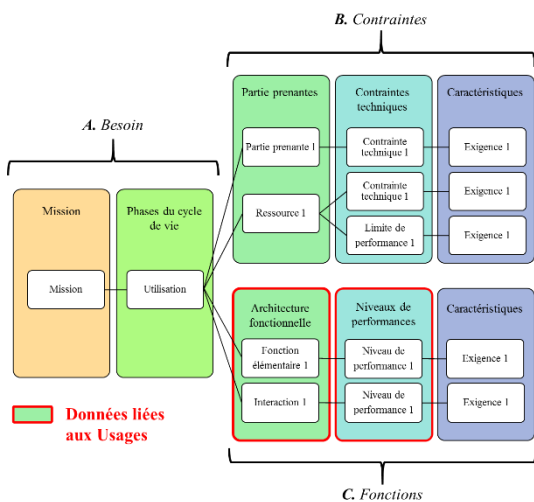 B. Contraintes
Partie prenantes
Contraintes
techniques
Caractéristiques
Partie prenante 1
Contrainte
technique 1
Exigence 1
A. Besoin
Ressource 1
Contrainte
technique 1
Exigence 1
Limite de
performance 1
Exigence 1
Mission
Phases du cycle
de vie
Mission
Utilisation
Architecture
fonctionnelle
Niveaux de
performances
Caractéristiques
Fonction
élémentaire 1
Niveau de
performance 1
Exigence 1
Interaction 1
Niveau de
performance 1
Exigence 1
Données liées
aux Usages
C. Fonctions